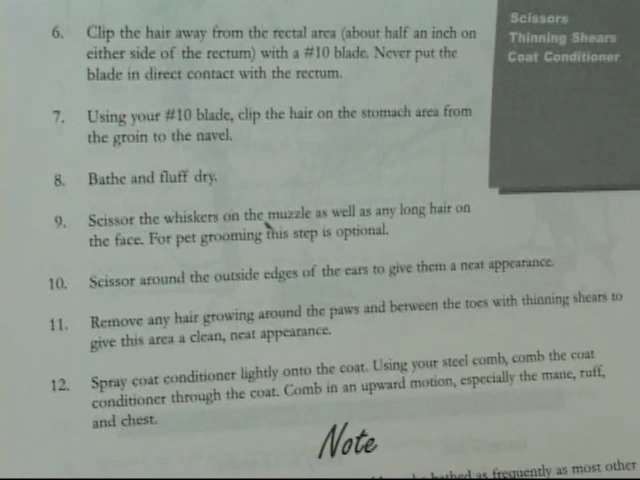 Scissors
Thinning Shears
Coat Conditioner
6. Clip the hair away from the rectal area (about half an inch on
either side of the rectum) with a #10 blade. Never put the
blade in direct contact with the rectum.
7. Using your #10 blade, clip the hair on the stomach area from
the groin to the navel.
8. Bathe and fluff dry.
9. Scissor the whiskers on the muzzle as well as any long hair on
the face. For pet grooming this step is optional.
10. Scissor around the outside edges of the ears to give them a neat appearance.
11. Remove any hair growing around the paws and between the toes with thinning shears to
give this area a clean, neat appearance.
12. Spray coat conditioner lightly onto the coat. Using your steel comb, comb the coat
conditioner through the coat. Comb in an upward motion, especially the mane, ruff,
and chest.
Note
bathed as frequently as most other